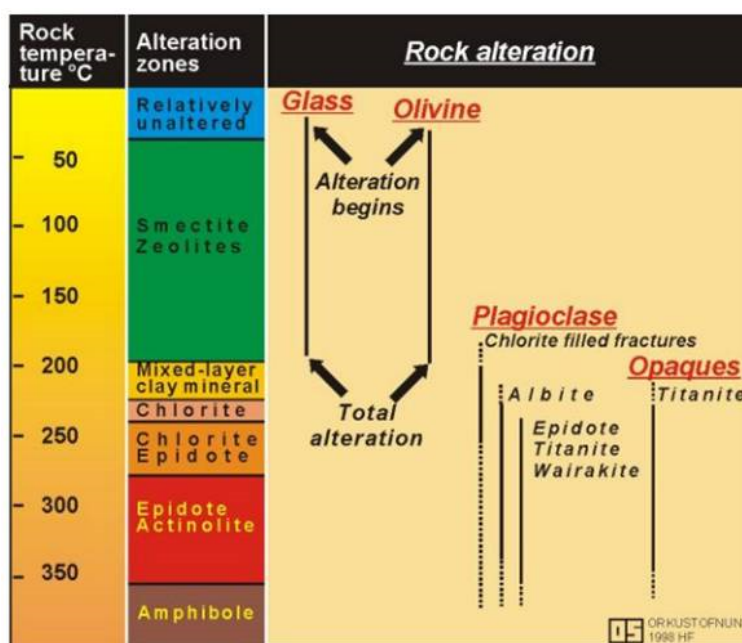 Rock
tempera-
ture °C
Alteration
zones
Rock alteration
50
100
150
200
250
300
350
Relatively
unaltered
Smectite
Zeolites
Mixed-layer
clay mineral
Chlorite
Chlorite
Epidote
Epidote
Actinolite
Amphibole
Glass
Olivine
Alteration
begins
Total
alteration
Plagioclase
Chlorite filled fractures
Albite
Epidote
Titanite
Wairakite
Opaques
Titanite
OS
ORKUSTOFNUN
1998 HF